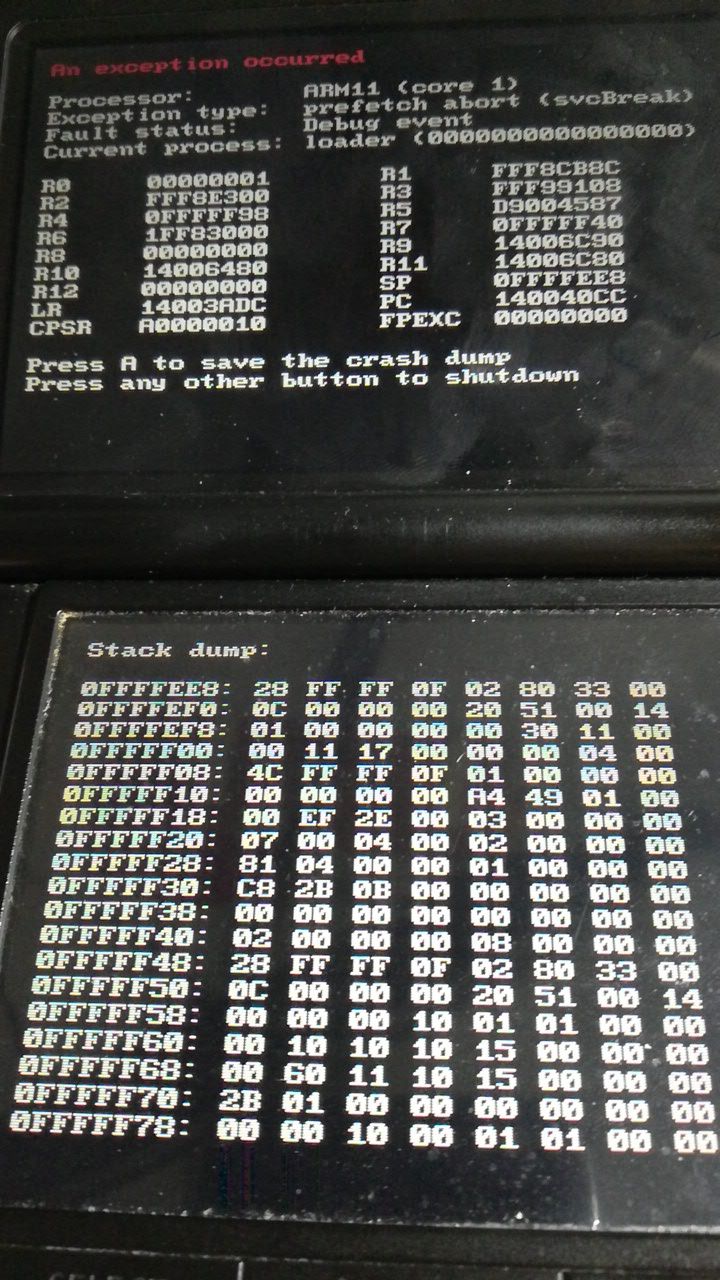 An exception occurred
Processor: ARM11 (core 1)
Exception type: prefetch abort (svcBreak)
Fault status: Debug event
Current process: loader (0000000000000000)
R0 00000001 R1 FFF8CB8C
R2 FFF8E300 R3 FFF99108
R4 0FFFFF98 R5 D9004587
R6 1FF83000 R7 0FFFFF40
R8 00000000 R9 14006C90
R10 14006480 R11 14006C80
R12 00000000 SP 0FFFFEE8
LR 14003ADC PC 140040CC
CPSR A0000010 FPEXC 00000000
Press A to save the crash dump
Press any other button to shutdown
Stack dump:
0FFFFEE8: 28 FF FF 0F 02 80 33 00
0FFFFEF0: 0C 00 00 00 20 51 00 14
0FFFFEF8: 01 00 00 00 00 30 11 00
0FFFFF00: 00 11 17 00 00 00 04 00
0FFFFF08: 4C FF FF 0F 01 00 00 00
0FFFFF10: 00 00 00 00 A4 49 01 00
0FFFFF18: 00 EF 2E 00 03 00 00 00
0FFFFF20: 07 00 04 00 02 00 00 00
0FFFFF28: 81 04 00 00 01 00 00 00
0FFFFF30: C8 2B 0B 00 00 00 00 00
0FFFFF38: 00 00 00 00 00 00 00 00
0FFFFF40: 02 00 00 00 08 00 00 00
0FFFFF48: 28 FF FF 0F 02 80 33 00
0FFFFF50: 0C 00 00 00 20 51 00 14
0FFFFF58: 00 00 00 10 01 01 00 00
0FFFFF60: 00 10 10 10 15 00 00 00
0FFFFF68: 00 60 11 10 15 00 00 00
0FFFFF70: 2B 01 00 00 00 00 00 00
0FFFFF78: 00 00 10 00 01 01 00 00